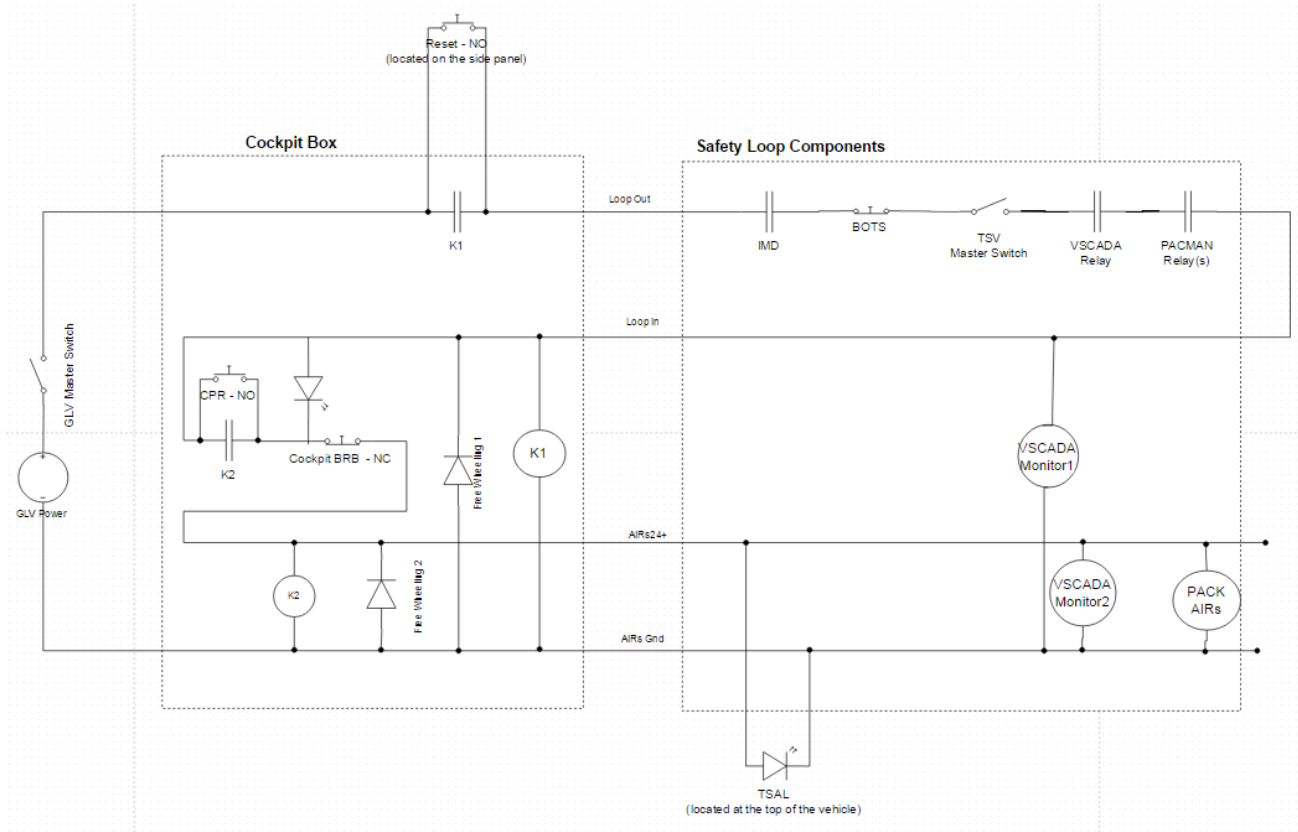 Reset - NO
(located on the side panel)
Cockpit Box
Safety Loop Components
Loop Out
K1
IMD
BOTS
TSV
Master Switch
VSCADA
Relay
PACMAN
Relay(s)
Loop In
GLV Master Switch
CPR - NO
K2
Cockpit BRB - NC
Free Wheeling 1
K1
VSCADA
Monitor1
+
-
GLV Power
AIRs24+
K2
Free Wheeling 2
VSCADA
Monitor2
PACK
AIRs
AIRs Gnd
TSAL
(located at the top of the vehicle)